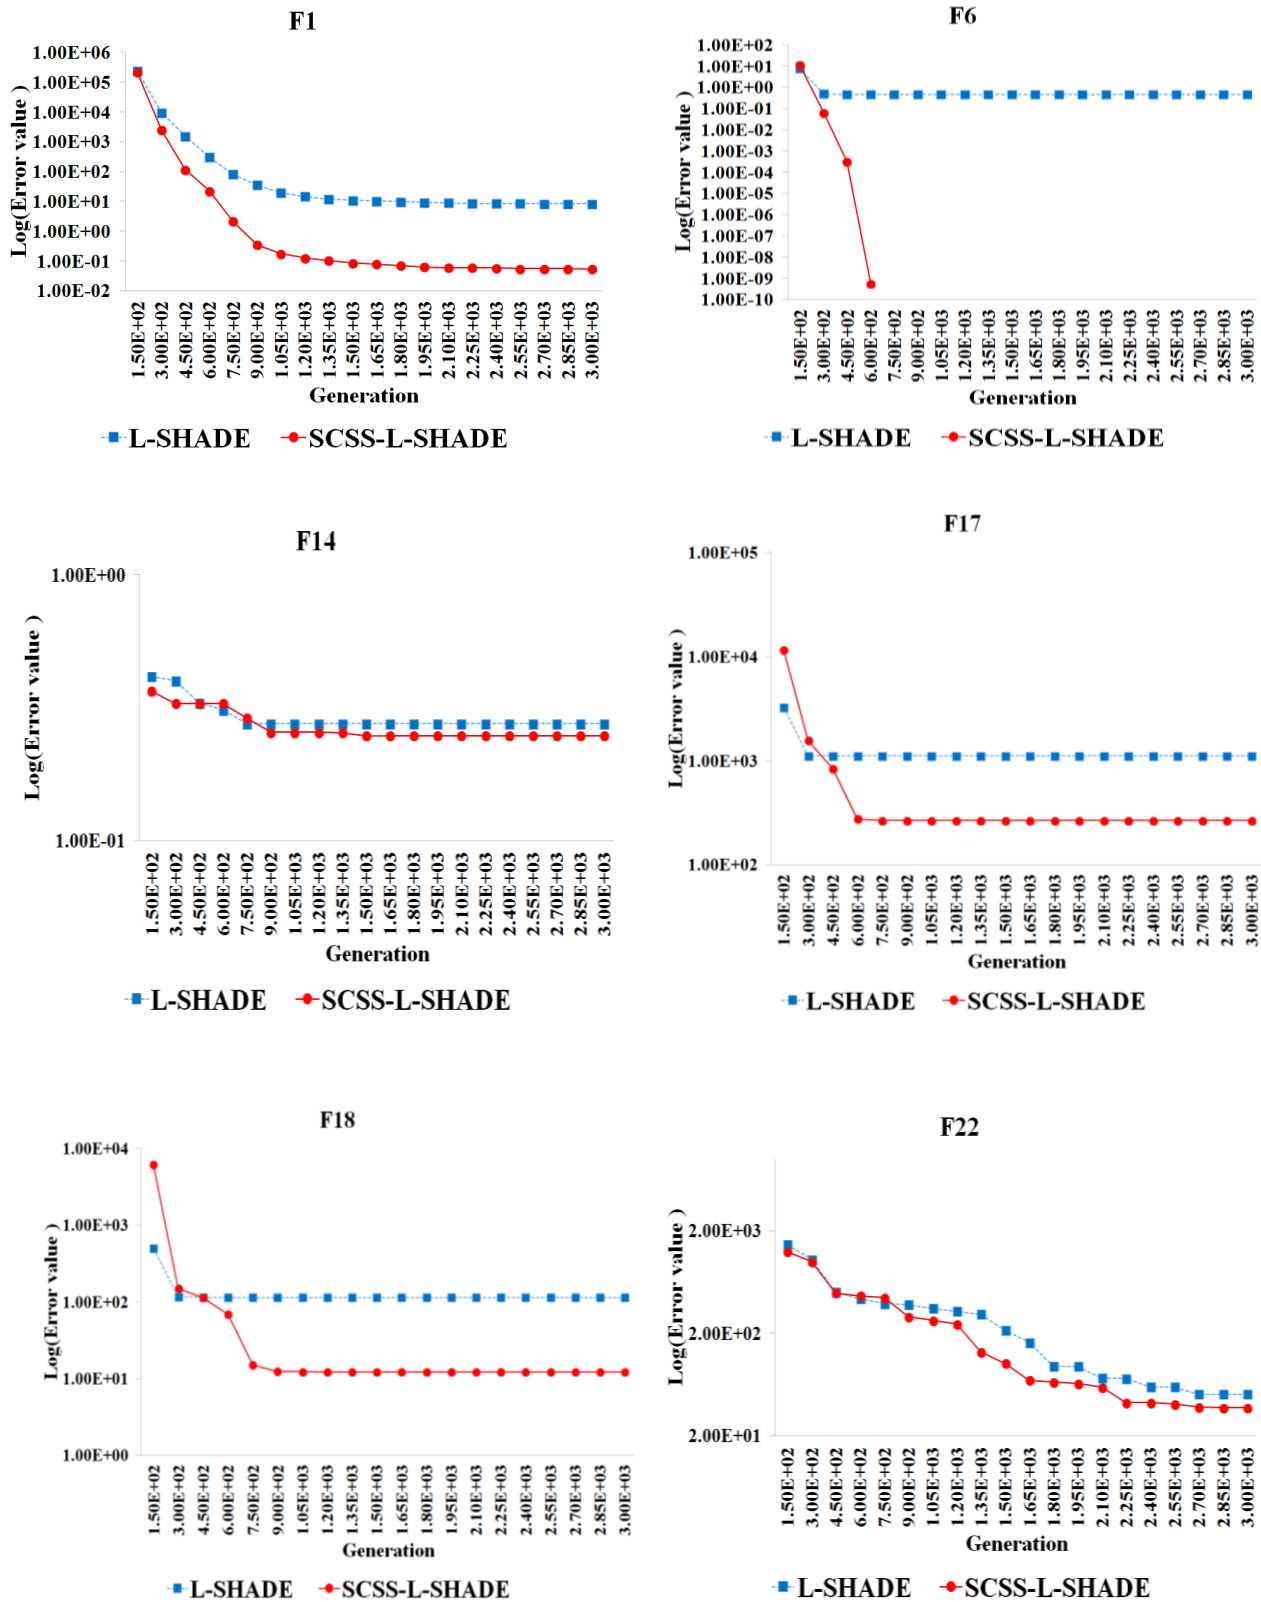 F1
Log(Error value )
1.00E+06
1.00E+05
1.00E+04
1.00E+03
1.00E+02
1.00E+01
1.00E+00
1.00E-01
1.00E-02
1.50E+02
3.00E+02
4.50E+02
6.00E+02
7.50E+02
9.00E+02
1.05E+03
1.20E+03
1.35E+03
1.50E+03
1.65E+03
1.80E+03
1.95E+03
2.10E+03
2.25E+03
2.40E+03
2.55E+03
2.70E+03
2.85E+03
3.00E+03
Generation
L-SHADE SCSS-L-SHADE
F6
Log(Error value )
1.00E+02
1.00E+01
1.00E+00
1.00E-01
1.00E-02
1.00E-03
1.00E-04
1.00E-05
1.00E-06
1.00E-07
1.00E-08
1.00E-09
1.00E-10
1.50E+02
3.00E+02
4.50E+02
6.00E+02
7.50E+02
9.00E+02
1.05E+03
1.20E+03
1.35E+03
1.50E+03
1.65E+03
1.80E+03
1.95E+03
2.10E+03
2.25E+03
2.40E+03
2.55E+03
2.70E+03
2.85E+03
3.00E+03
Generation
L-SHADE SCSS-L-SHADE
F14
Log(Error value )
1.00E+00
1.00E-01
1.50E+02
3.00E+02
4.50E+02
6.00E+02
7.50E+02
9.00E+02
1.05E+03
1.20E+03
1.35E+03
1.50E+03
1.65E+03
1.80E+03
1.95E+03
2.10E+03
2.25E+03
2.40E+03
2.55E+03
2.70E+03
2.85E+03
3.00E+03
Generation
L-SHADE SCSS-L-SHADE
F17
Log(Error value )
1.00E+05
1.00E+04
1.00E+03
1.00E+02
1.50E+02
3.00E+02
4.50E+02
6.00E+02
7.50E+02
9.00E+02
1.05E+03
1.20E+03
1.35E+03
1.50E+03
1.65E+03
1.80E+03
1.95E+03
2.10E+03
2.25E+03
2.40E+03
2.55E+03
2.70E+03
2.85E+03
3.00E+03
Generation
L-SHADE SCSS-L-SHADE
F18
Log(Error value )
1.00E+04
1.00E+03
1.00E+02
1.00E+01
1.00E+00
1.50E+02
3.00E+02
4.50E+02
6.00E+02
7.50E+02
9.00E+02
1.05E+03
1.20E+03
1.35E+03
1.50E+03
1.65E+03
1.80E+03
1.95E+03
2.10E+03
2.25E+03
2.40E+03
2.55E+03
2.70E+03
2.85E+03
3.00E+03
Generation
L-SHADE SCSS-L-SHADE
F22
Log(Error value )
2.00E+03
2.00E+02
2.00E+01
1.50E+02
3.00E+02
4.50E+02
6.00E+02
7.50E+02
9.00E+02
1.05E+03
1.20E+03
1.35E+03
1.50E+03
1.65E+03
1.80E+03
1.95E+03
2.10E+03
2.25E+03
2.40E+03
2.55E+03
2.70E+03
2.85E+03
3.00E+03
Generation
L-SHADE SCSS-L-SHADE